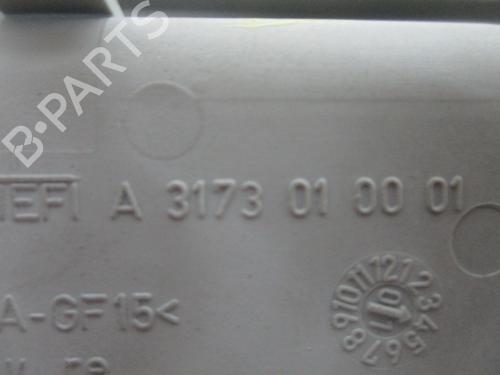 B-PARTS
TEFI A 3173 01 00 01
A-GF15<
1 2 3 4 5 6 7 8 9 10 11 12
01